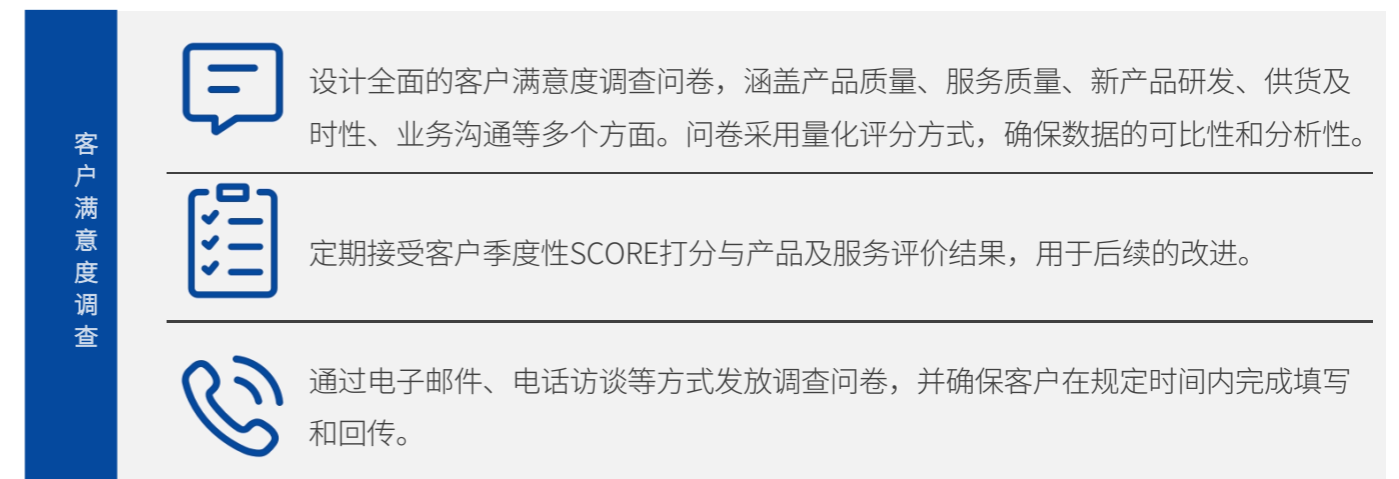 客户满意度调查
设计全面的客户满意度调查问卷，涵盖产品质量、服务质量、新产品研发、供货及
时性、业务沟通等多个方面。问卷采用量化评分方式，确保数据的可比性和分析性。
定期接受客户季度性SCORE打分与产品及服务评价结果，用于后续的改进。
通过电子邮件、电话访谈等方式发放调查问卷，并确保客户在规定时间内完成填写
和回传。